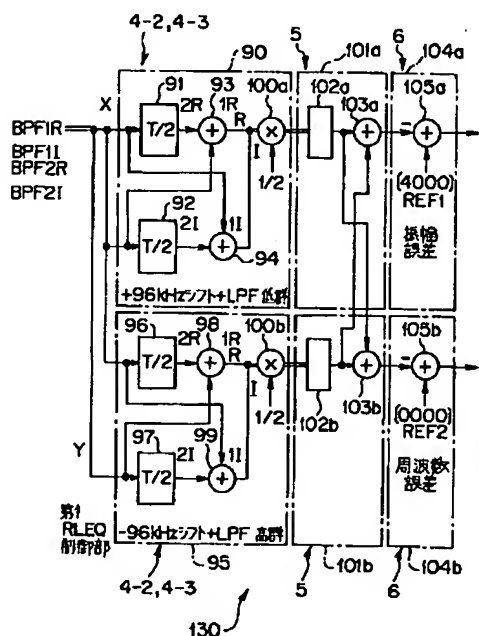 4-2,4-3
90
5
101a
6
104a
X
91
93
100a
102a
103a
105a
T/2
2R
1R
R
I
BPF1R
BPF1I
BPF2R
BPF2I
1/2
{4000}
REF1
92
T/2
2I
1I
94
振幅
誤差
+96kHzシフト+LPF 低群
96
98
100b
105b
T/2
2R
1R
R
I
1/2
102b
103b
{0000}
REF2
Y
97
99
T/2
2I
1I
周波数
誤差
第1
RLEQ
制御部
-96kHzシフト+LPF 高群
4-2,4-3
95
5
101b
6
104b
130